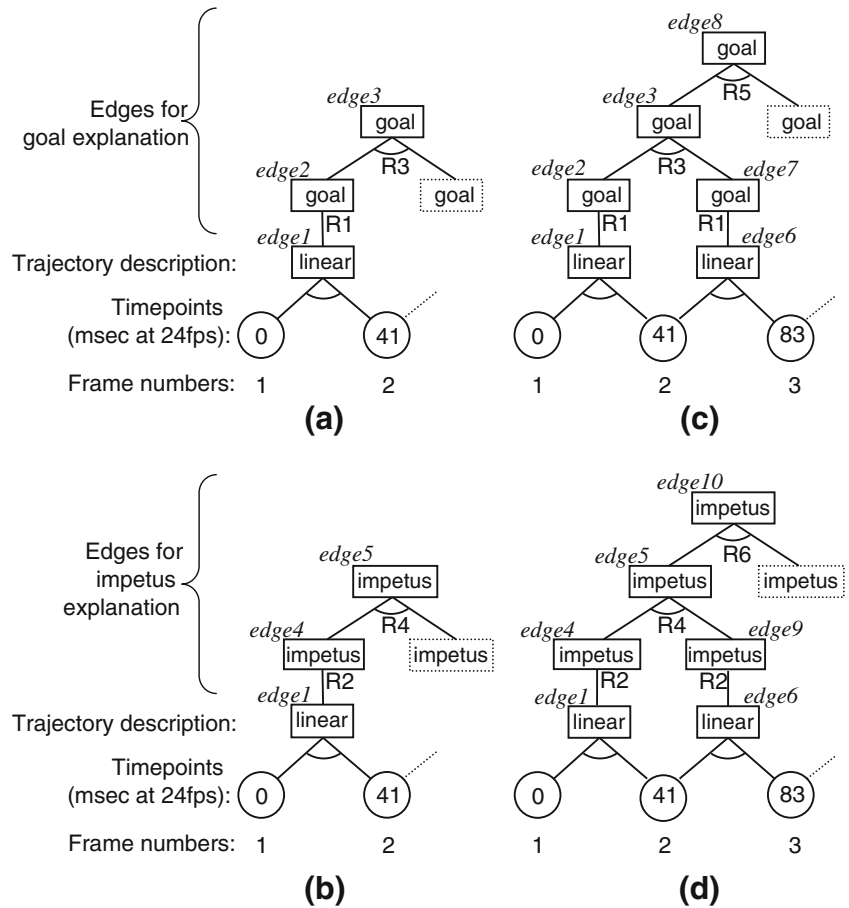 edge8
goal
R5
edge3
goal
goal
Edges for
goal explanation
edge3
goal
R3
edge2
goal
R1
goal
edge2
goal
R1
R3
edge7
goal
R1
Trajectory description:
edge1
linear
edge1
linear
edge6
linear
Timepoints
(msec at 24fps):
0
41
0
41
83
Frame numbers: 1 2
1 2 3
(a)
(c)
edge10
impetus
R6
edge5
impetus
impetus
Edges for
impetus
explanation
edge5
impetus
R4
edge4
impetus
R2
impetus
edge4
impetus
R2
R4
edge9
impetus
R2
Trajectory description:
edge1
linear
edge1
linear
edge6
linear
Timepoints
(msec at 24fps):
0
41
0
41
83
Frame numbers: 1 2
1 2 3
(b)
(d)